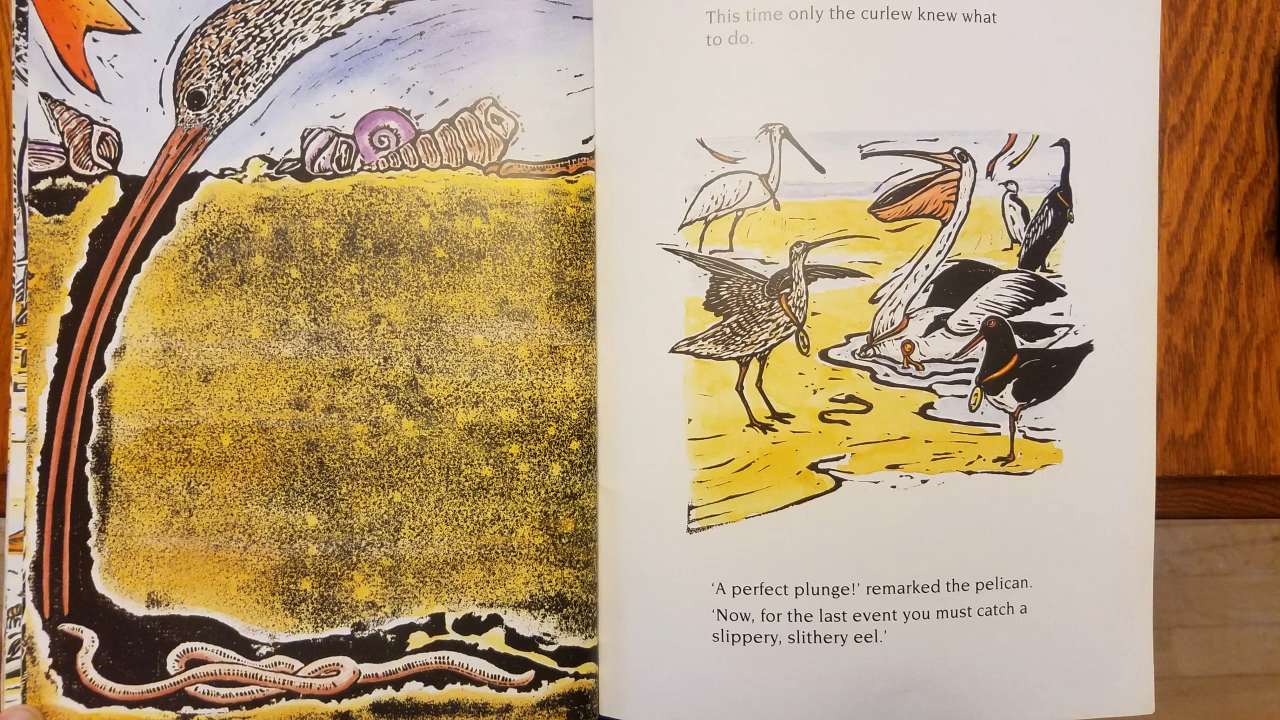 This time only the curlew knew what
to do.
‘A perfect plunge!’ remarked the pelican.
‘Now, for the last event you must catch a
slippery, slithery eel.’